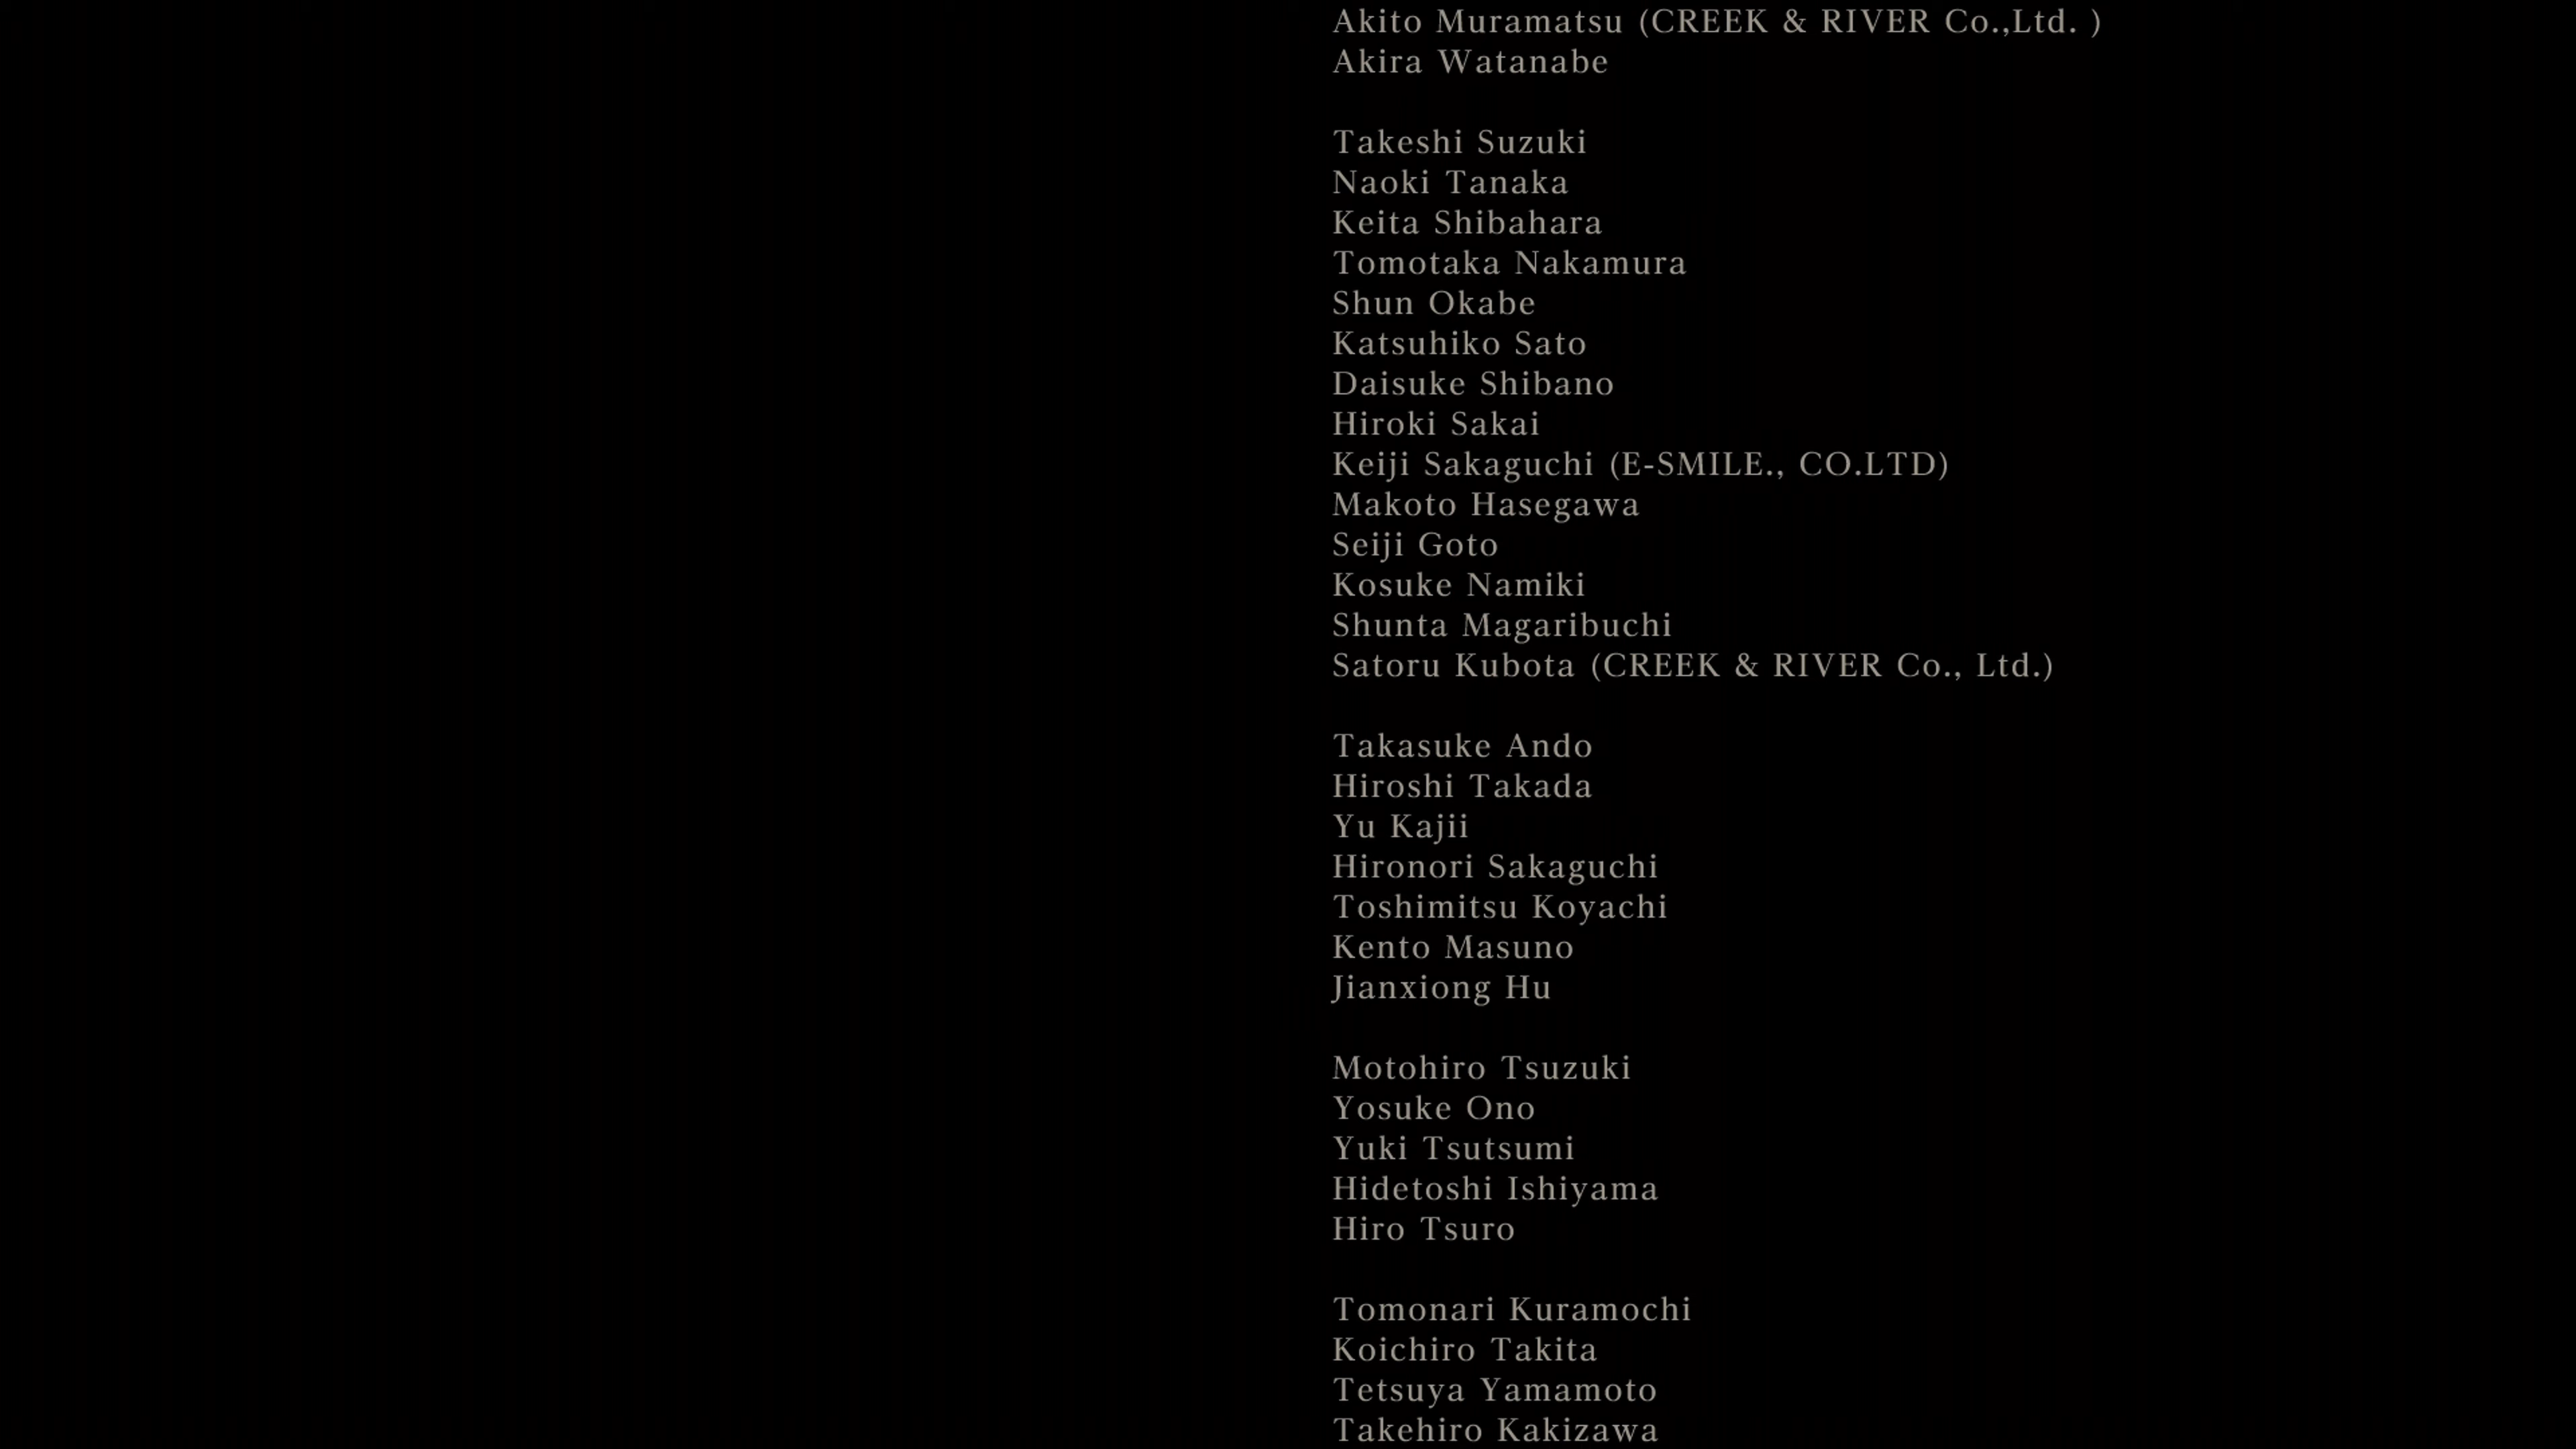 Akito Muramatsu (CREEK & RIVER Co.,Ltd. )
Akira Watanabe
Takeshi Suzuki
Naoki Tanaka
Keita Shibahara
Tomotaka Nakamura
Shun Okabe
Katsuhiko Sato
Daisuke Shibano
Hiroki Sakai
Keiji Sakaguchi (E-SMILE., CO.LTD)
Makoto Hasegawa
Seiji Goto
Kosuke Namiki
Shunta Magaribuchi
Satoru Kubota (CREEK & RIVER Co., Ltd.)
Takasuke Ando
Hiroshi Takada
Yu Kajii
Hironori Sakaguchi
Toshimitsu Koyachi
Kento Masuno
Jianxiong Hu
Motohiro Tsuzuki
Yosuke Ono
Yuki Tsutsumi
Hidetoshi Ishiyama
Hiro Tsuro
Tomonari Kuramochi
Koichiro Takita
Tetsuya Yamamoto
Takehiro Kakizawa